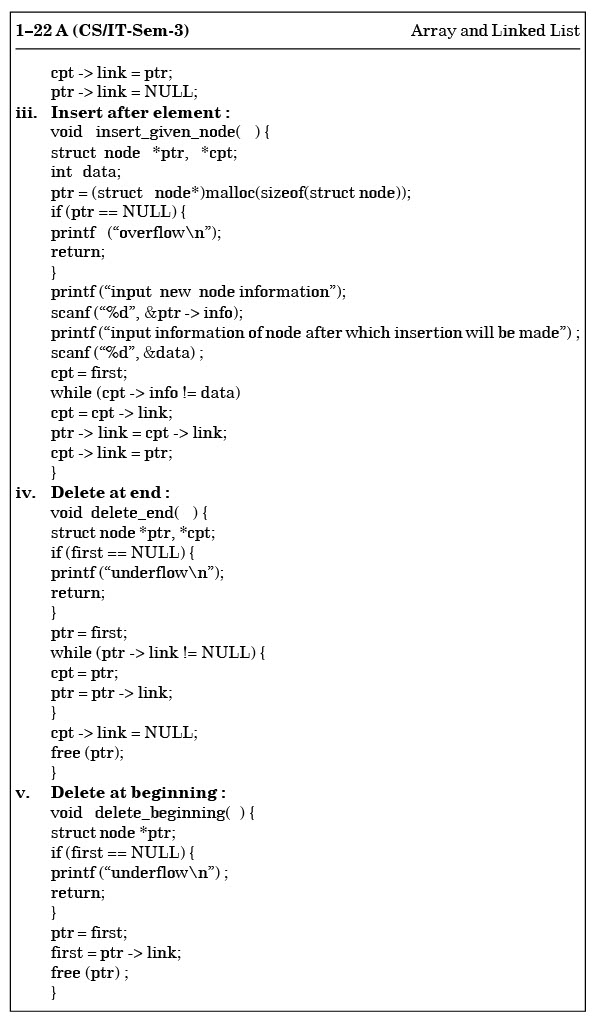 1–22 A (CS/IT-Sem-3) Array and Linked List
cpt -> link = ptr;
ptr -> link = NULL;
iii. Insert after element :
void insert_given_node( ) {
struct node *ptr, *cpt;
int data;
ptr = (struct node*)malloc(sizeof(struct node));
if (ptr == NULL) {
printf (“overflow\n”);
return;
}
printf (“input new node information”);
scanf (“%d”, &ptr -> info);
printf (“input information of node after which insertion will be made”) ;
scanf (“%d”, &data) ;
cpt = first;
while (cpt -> info != data)
cpt = cpt -> link;
ptr -> link = cpt -> link;
cpt -> link = ptr;
}
iv. Delete at end :
void delete_end( ) {
struct node *ptr, *cpt;
if (first == NULL) {
printf (“underflow\n”);
return;
}
ptr = first;
while (ptr -> link != NULL) {
cpt = ptr;
ptr = ptr -> link;
}
cpt -> link = NULL;
free (ptr);
}
v. Delete at beginning :
void delete_beginning( ) {
struct node *ptr;
if (first == NULL) {
printf (“underflow\n”) ;
return;
}
ptr = first;
first = ptr -> link;
free (ptr) ;
}